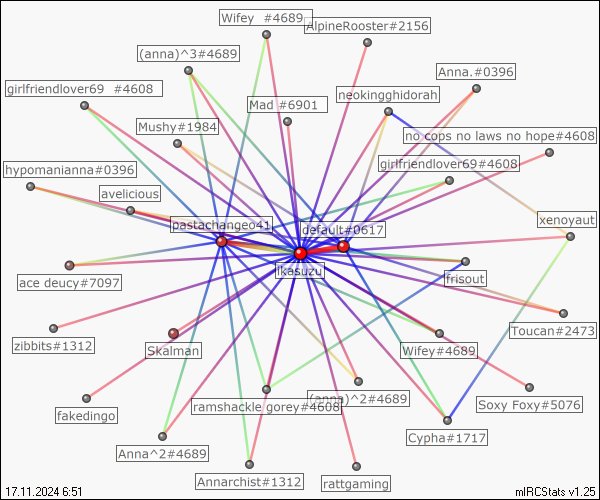 Wifey  #4689
AlpineRooster#2156
(anna)^3#4689
Anna.#0396
girlfriendlover69  #4608
neokingghidorah
Mad #6901
Mushy#1984
no cops no laws no hope#4608
hypomanianna#0396
girlfriendlover69#4608
avelicious
pastachangeo41
default#0617
xenoyaut
ikasuzu
ace deucy#7097
frisout
Toucan#2473
zibbits#1312
Skalman
Wifey#4689
fakedingo
ramshackle gorey#4608
(anna)^2#4689
Soxy Foxy#5076
Cypha#1717
Anna^2#4689
Annarchist#1312
rattgaming
17.11.2024 6:51
mIRCStats v1.25